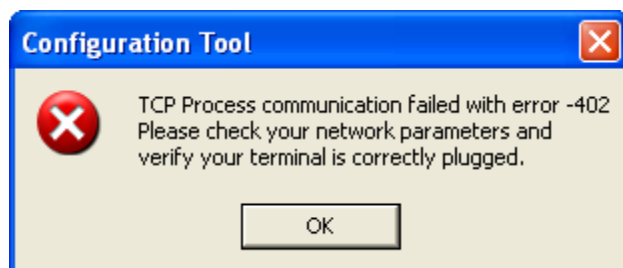 Configuration Tool
TCP Process communication failed with error -402
Please check your network parameters and
verify your terminal is correctly plugged.
OK